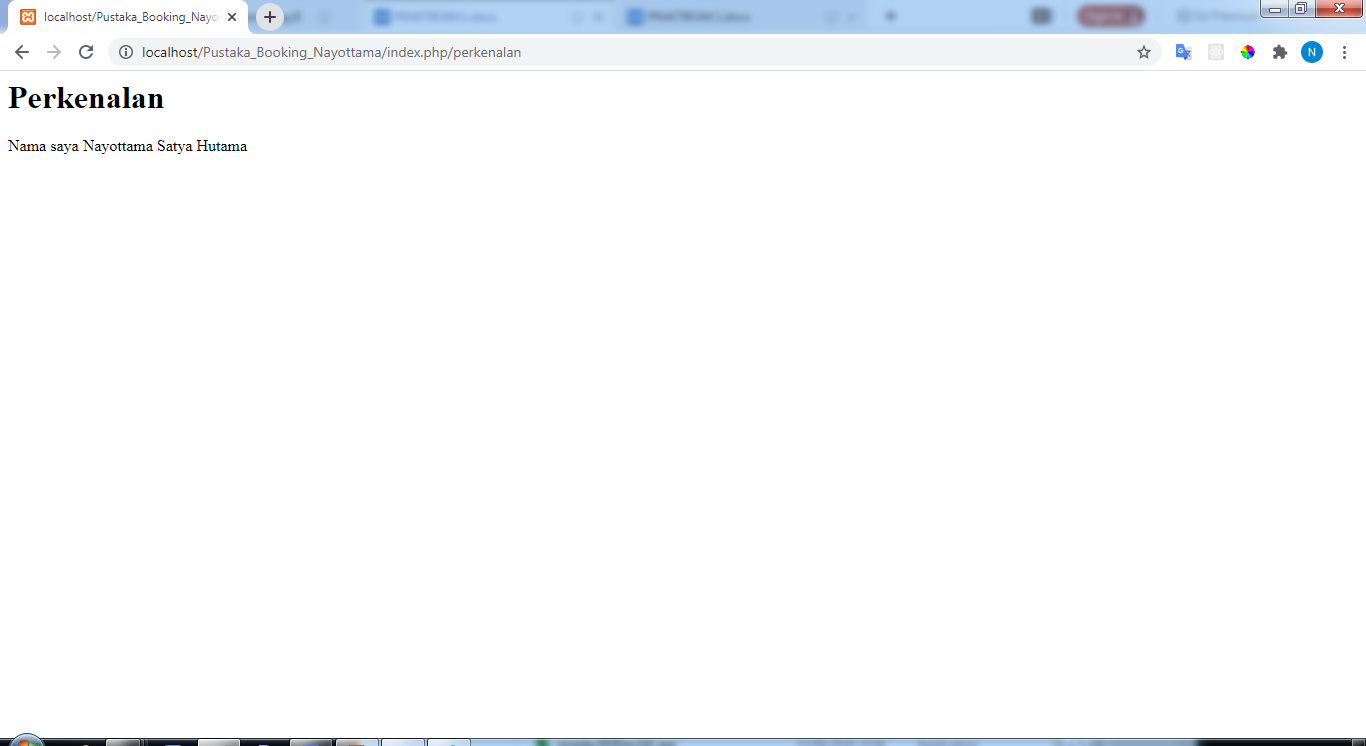 localhost/Pustaka_Booking_Nayo
localhost/Pustaka_Booking_Nayottama/index.php/perkenalan
N
Perkenalan
Nama saya Nayottama Satya Hutama